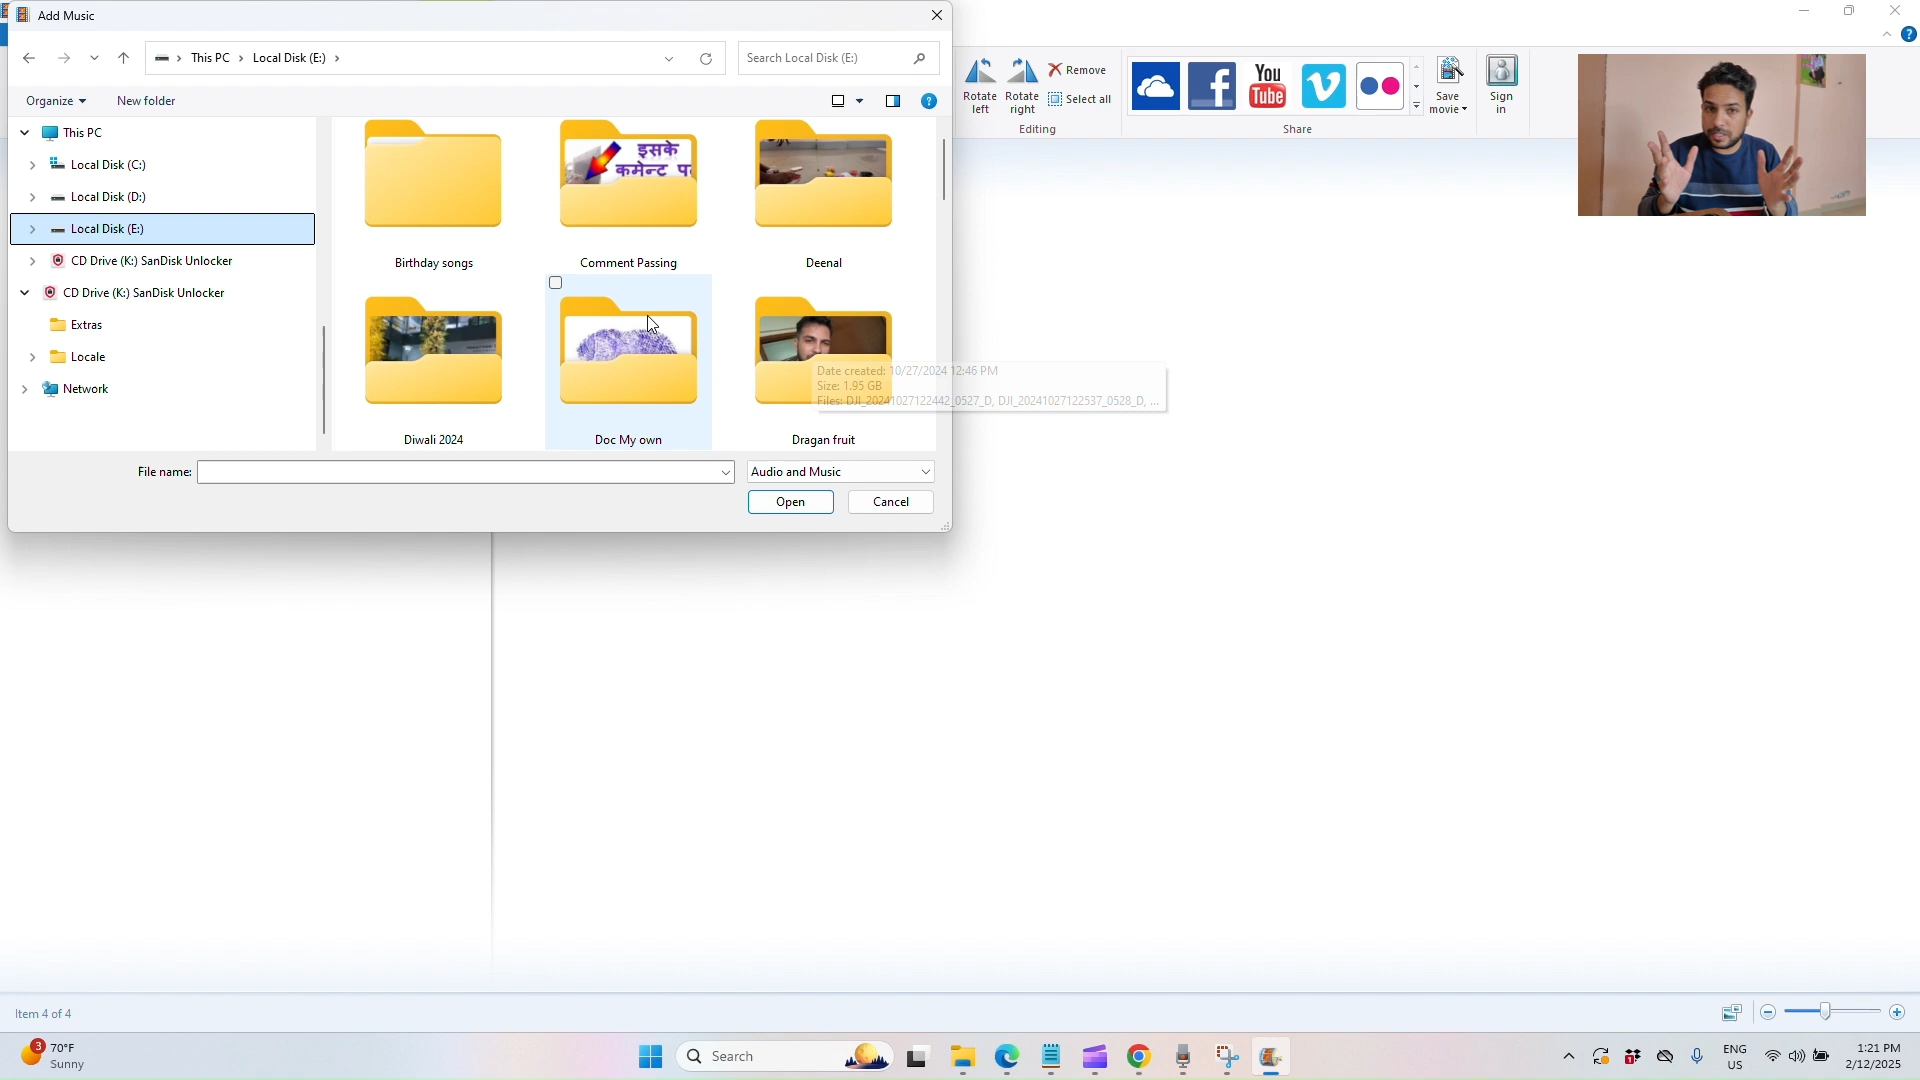 Add Music
This PC
Local Disk (E:)
Search Local Disk (E:)
Organize
New folder
This PC
Local Disk (C:)
Local Disk (D:)
Local Disk (E:)
CD Drive (K:) SanDisk Unlocker
CD Drive (K:) SanDisk Unlocker
Extras
Locale
Network
इसके
कमेन्ट
Birthday songs
Comment Passing
Deenal
Diwali 2024
Doc My own
Dragan fruit
Date created: 10/27/2024 12:46 PM
Size: 1.95 GB
Files: DJI_20241027122442_0527_D, DJI_20241027122537_0528_D, ...
File name:
Audio and Music
Open
Cancel
Rotate left
Rotate right
Remove
Select all
Editing
You
Tube
Share
Save movie
Sign in
Item 4 of 4
3
70°F
Sunny
Search
ENG
US
1:21 PM
2/12/2025